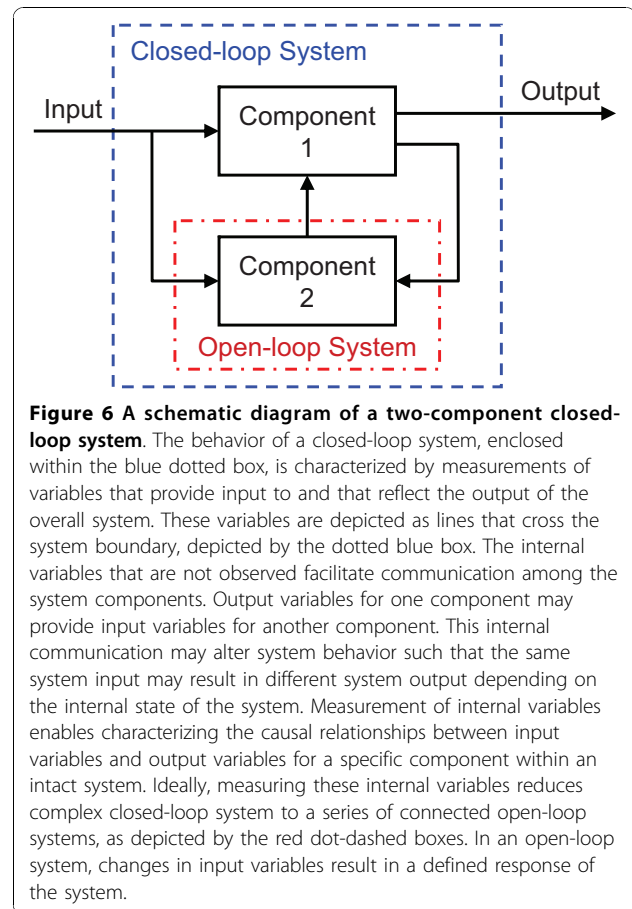 Closed-loop System
Input
Output
Component
1
Component
2
Open-loop System
Figure 6 A schematic diagram of a two-component closed-
loop system. The behavior of a closed-loop system, enclosed
within the blue dotted box, is characterized by measurements of
variables that provide input to and that reflect the output of the
overall system. These variables are depicted as lines that cross the
system boundary, depicted by the dotted blue box. The internal
variables that are not observed facilitate communication among the
system components. Output variables for one component may
provide input variables for another component. This internal
communication may alter system behavior such that the same
system input may result in different system output depending on
the internal state of the system. Measurement of internal variables
enables characterizing the causal relationships between input
variables and output variables for a specific component within an
intact system. Ideally, measuring these internal variables reduces
complex closed-loop system to a series of connected open-loop
systems, as depicted by the red dot-dashed boxes. In an open-loop
system, changes in input variables result in a defined response of
the system.